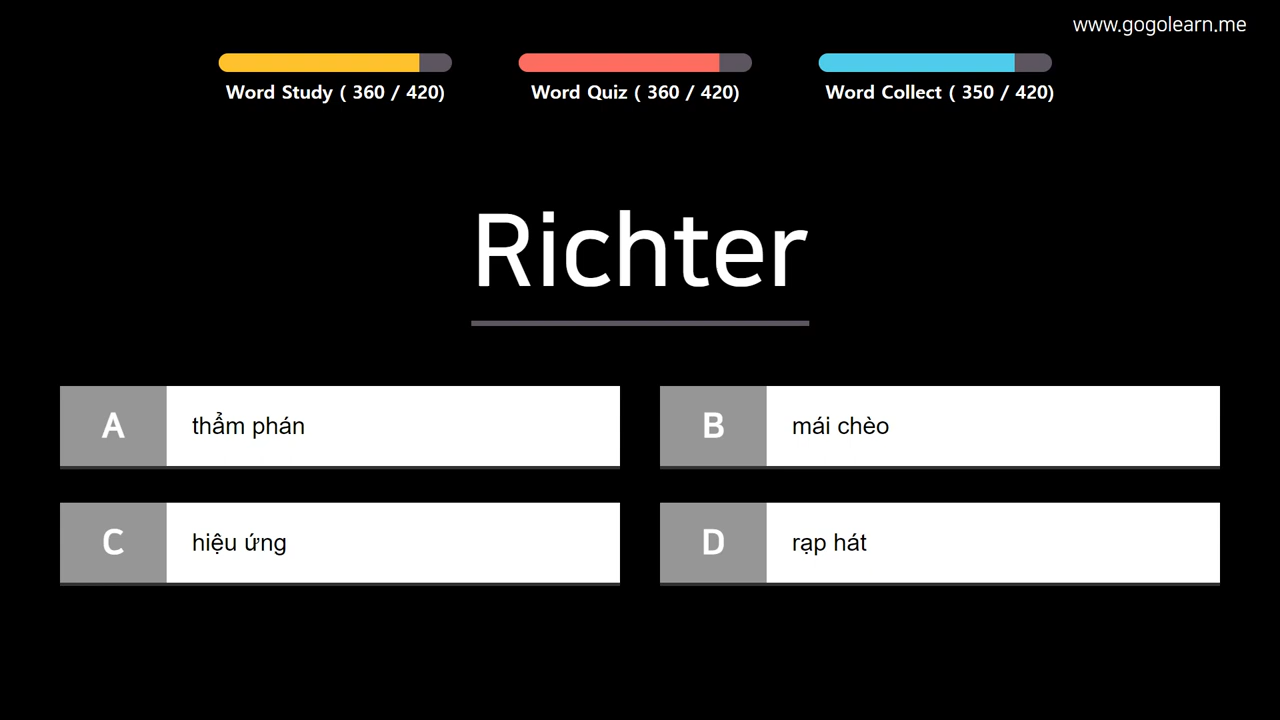 www.gogolearn.me
Word Study ( 360 / 420)
Word Quiz ( 360 / 420)
Word Collect ( 350 / 420)
Richter
A thẩm phán
B mái chèo
C hiệu ứng
D rạp hát